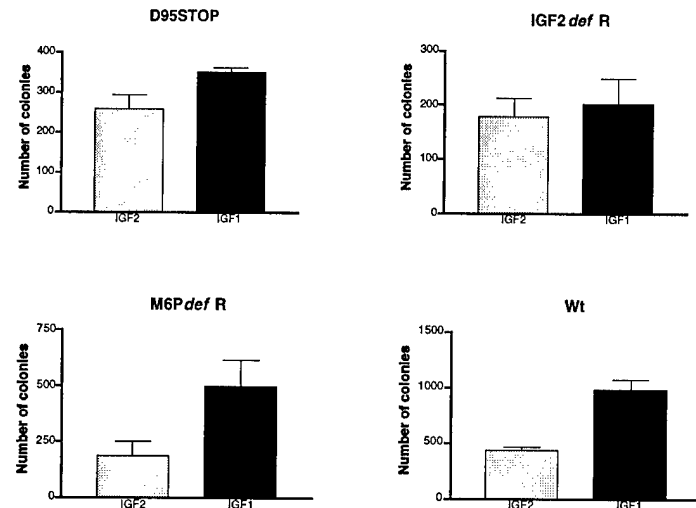 D95STOP
Number of colonies
400
300
200
100
0
IGF2
IGF1
IGF2 def R
Number of colonies
300
200
100
0
IGF2
IGF1
M6Pdef R
Number of colonies
750
500
250
0
IGF2
IGF1
Wt
Number of colonies
1500
1000
500
0
IGF2
IGF1